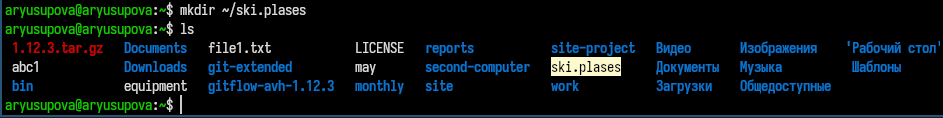 aryusupova@aryusupova:~$ mkdir ~/ski.plases
aryusupova@aryusupova:~$ ls
1.12.3.tar.gz Documents file1.txt LICENSE reports site-project Видео Изображения 'Рабочий стол'
abc1 Downloads git-extended may second-computer ski.plases Документы Музыка Шаблоны
bin equipment gitflow-avh-1.12.3 monthly site work Загрузки Общедоступные
aryusupova@aryusupova:~$